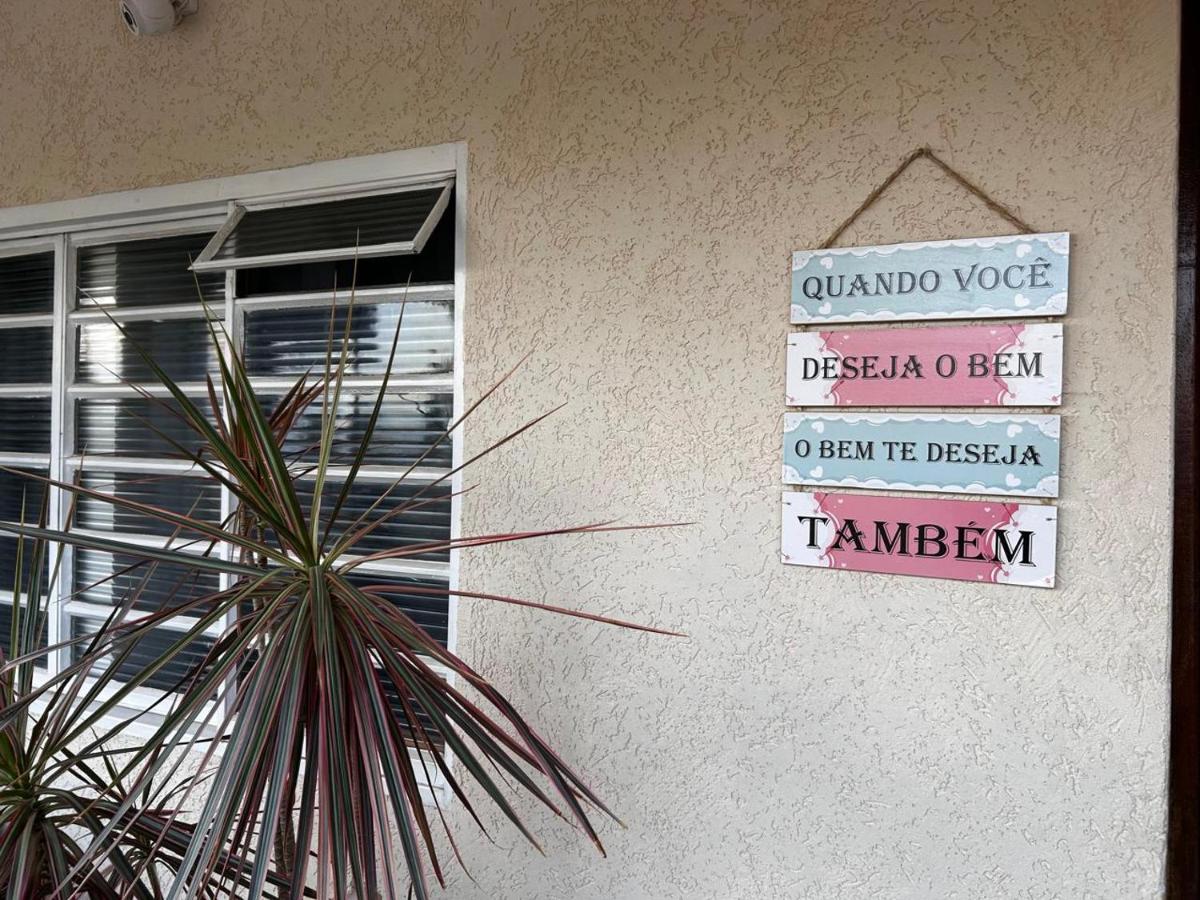 QUANDO VOCÊ
DESEJA O BEM
O BEM TE DESEJA
TAMBÉM